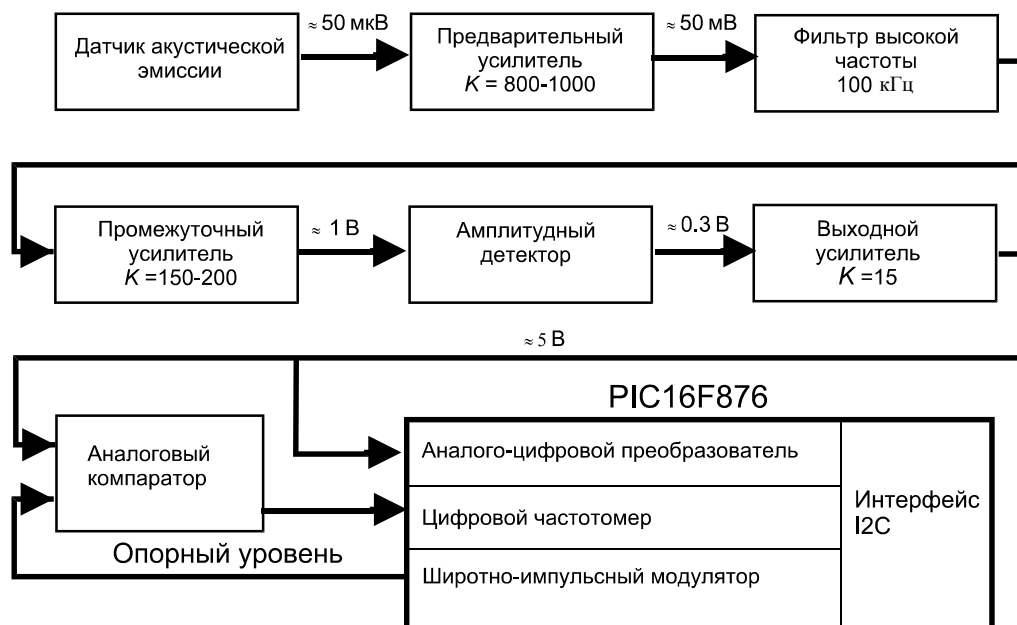 ≈ 50 мкВ
≈ 50 мВ
Датчик акустической
эмиссии
Предварительный
усилитель
K = 800-1000
Фильтр высокой
частоты
100 кГц
Промежуточный
усилитель
K =150-200
≈ 1 В
Амплитудный
детектор
≈ 0.3 В
Выходной
усилитель
K =15
≈ 5 В
PIC16F876
Аналоговый
компаратор
Аналого-цифровой преобразователь
Цифровой частотомер
Широтно-импульсный модулятор
Интерфейс
I2C
Опорный уровень